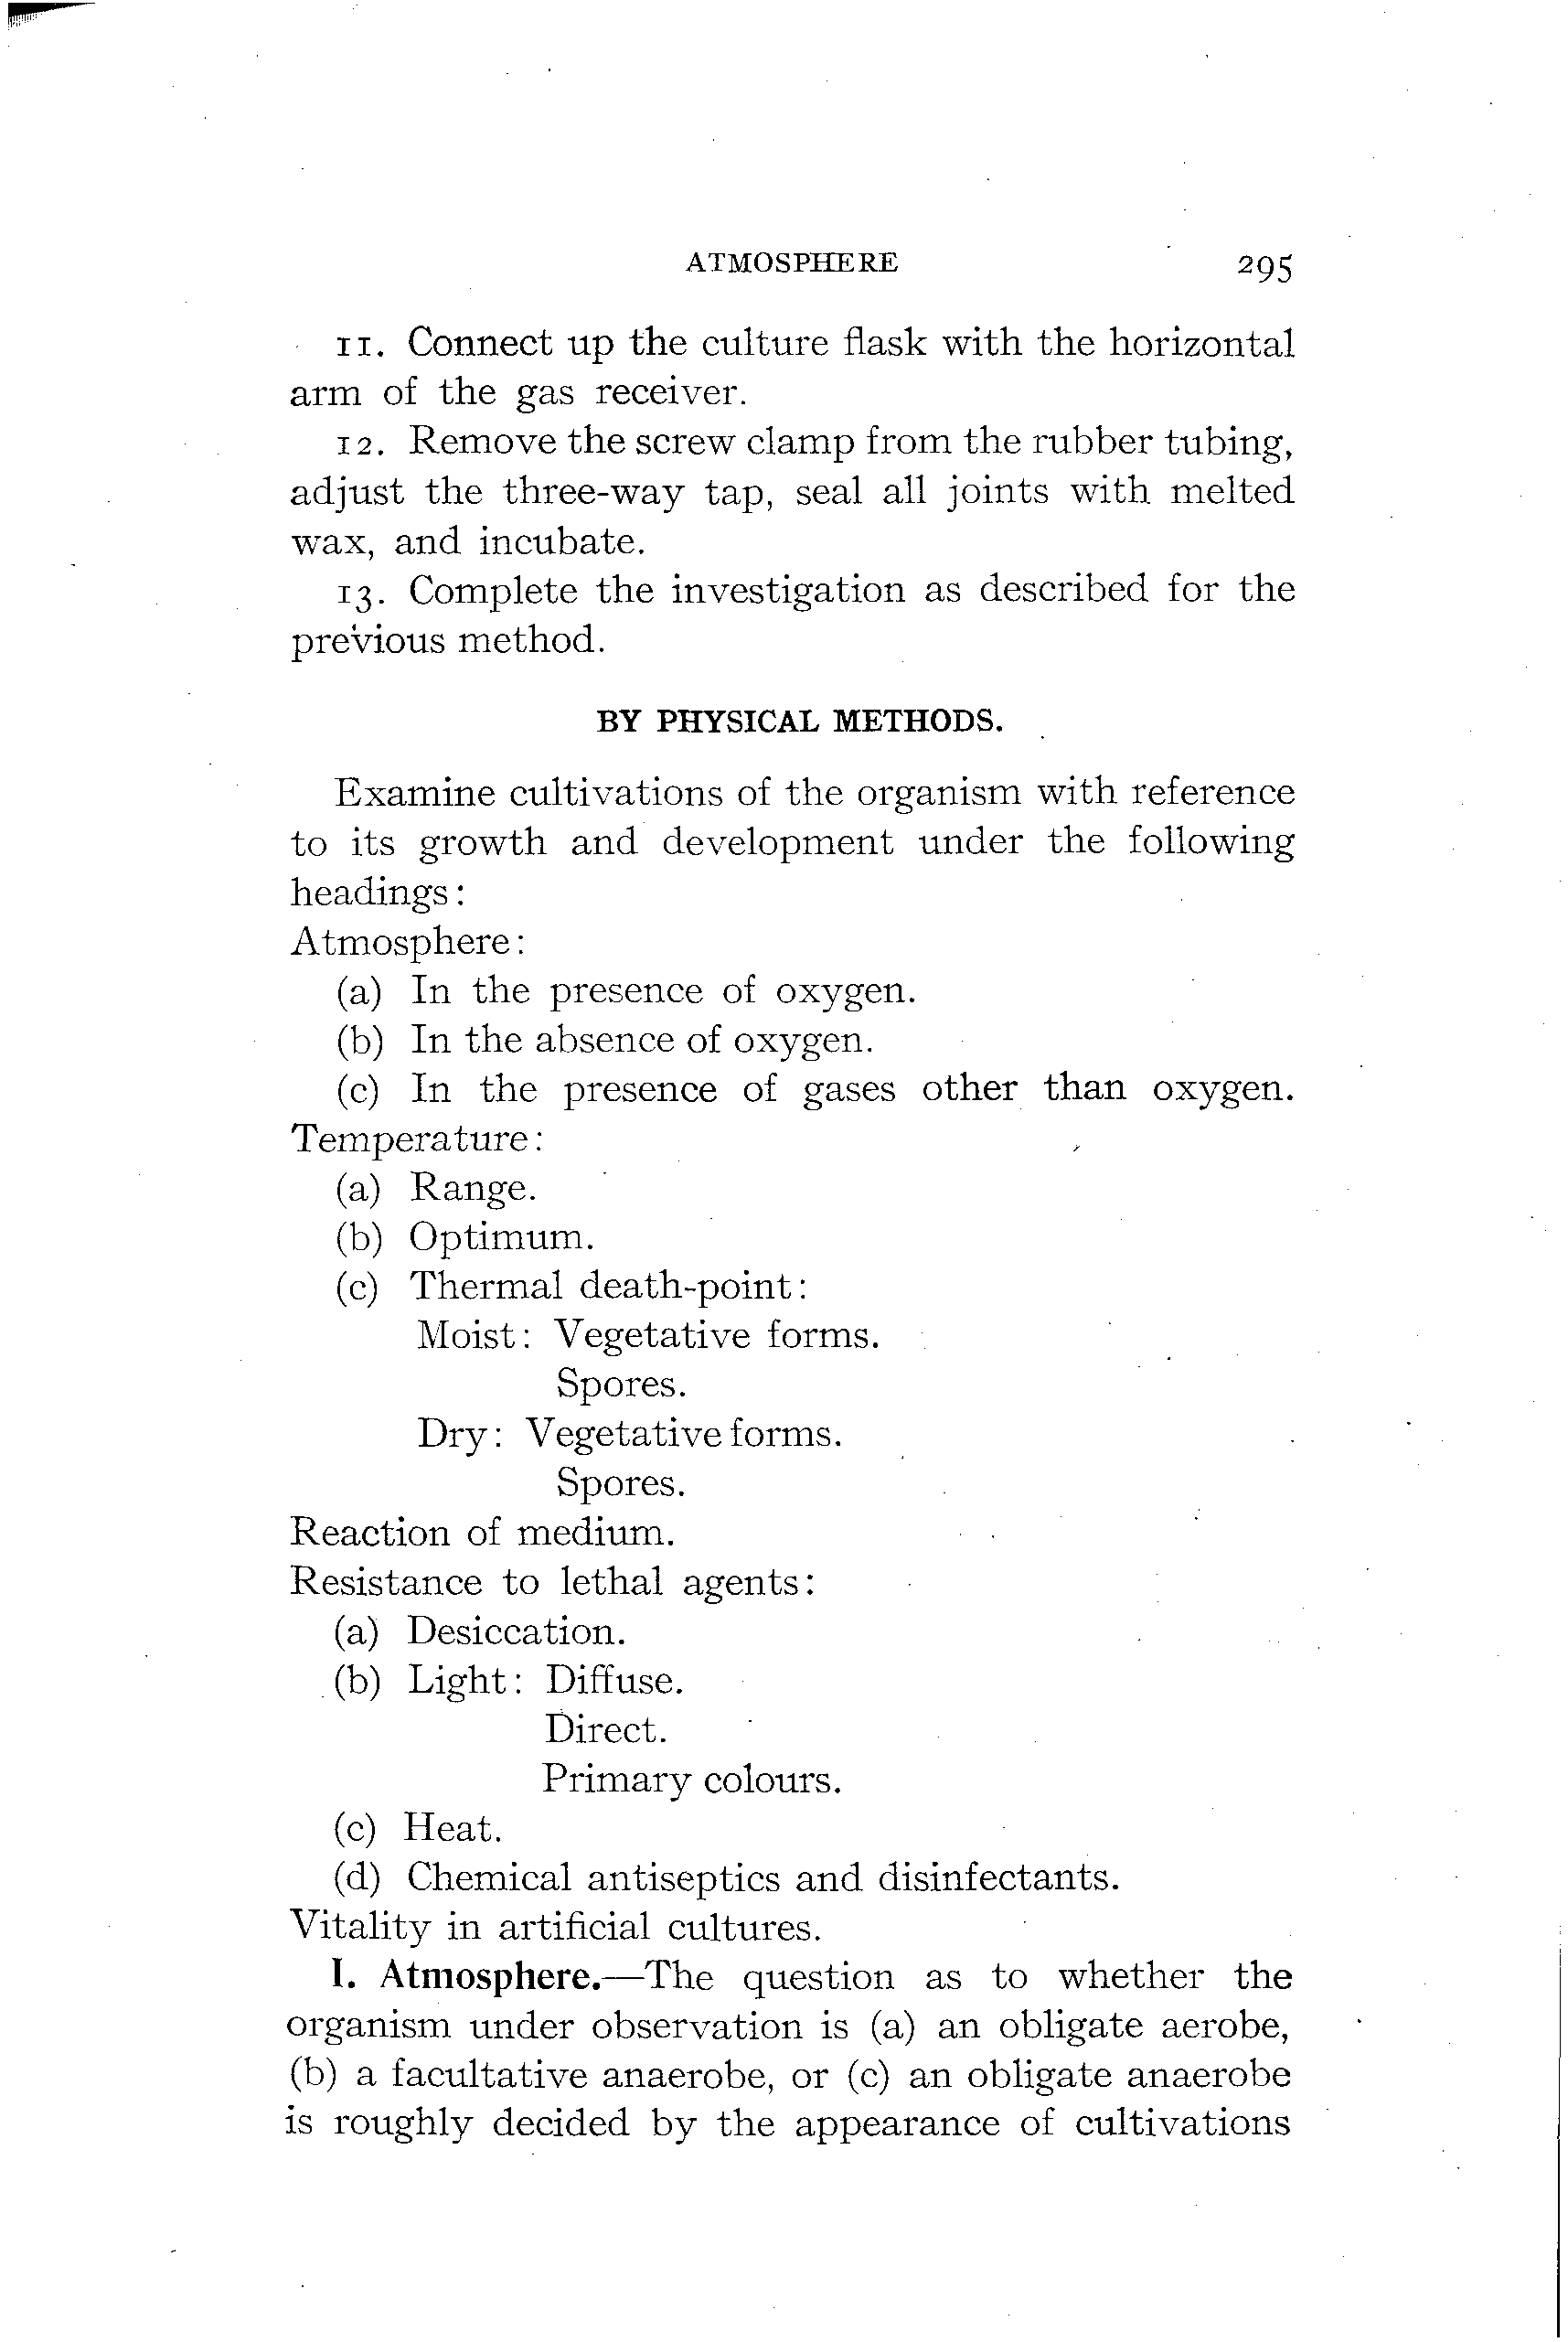 ATMOSPHERE 295
11. Connect up the culture flask with the horizontal
arm of the gas receiver.
12. Remove the screw clamp from the rubber tubing,
adjust the three-way tap, seal all joints with melted
wax, and incubate.
13. Complete the investigation as described for the
previous method.
BY PHYSICAL METHODS.
Examine cultivations of the organism with reference
to its growth and development under the following
headings:
Atmosphere:
(a) In the presence of oxygen.
(b) In the absence of oxygen.
(c) In the presence of gases other than oxygen.
Temperature:
(a) Range.
(b) Optimum.
(c) Thermal death-point:
Moist: Vegetative forms.
Spores.
Dry: Vegetative forms.
Spores.
Reaction of medium.
Resistance to lethal agents:
(a) Desiccation.
(b) Light: Diffuse.
Direct.
Primary colours.
(c) Heat.
(d) Chemical antiseptics and disinfectants.
Vitality in artificial cultures.
I. Atmosphere.—The question as to whether the
organism under observation is (a) an obligate aerobe,
(b) a facultative anaerobe, or (c) an obligate anaerobe
is roughly decided by the appearance of cultivations